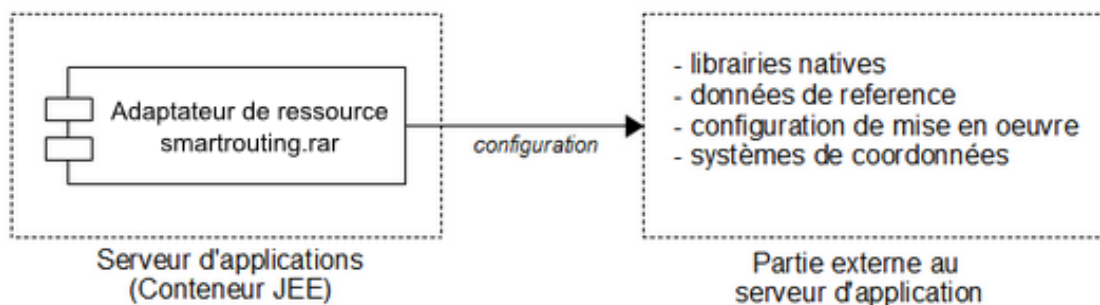 Adaptateur de ressource
smartrouting.rar
configuration
- librairies natives
- données de reference
- configuration de mise en oeuvre
- systèmes de coordonnées
Serveur d'applications
(Conteneur JEE)
Partie externe au
serveur d'application